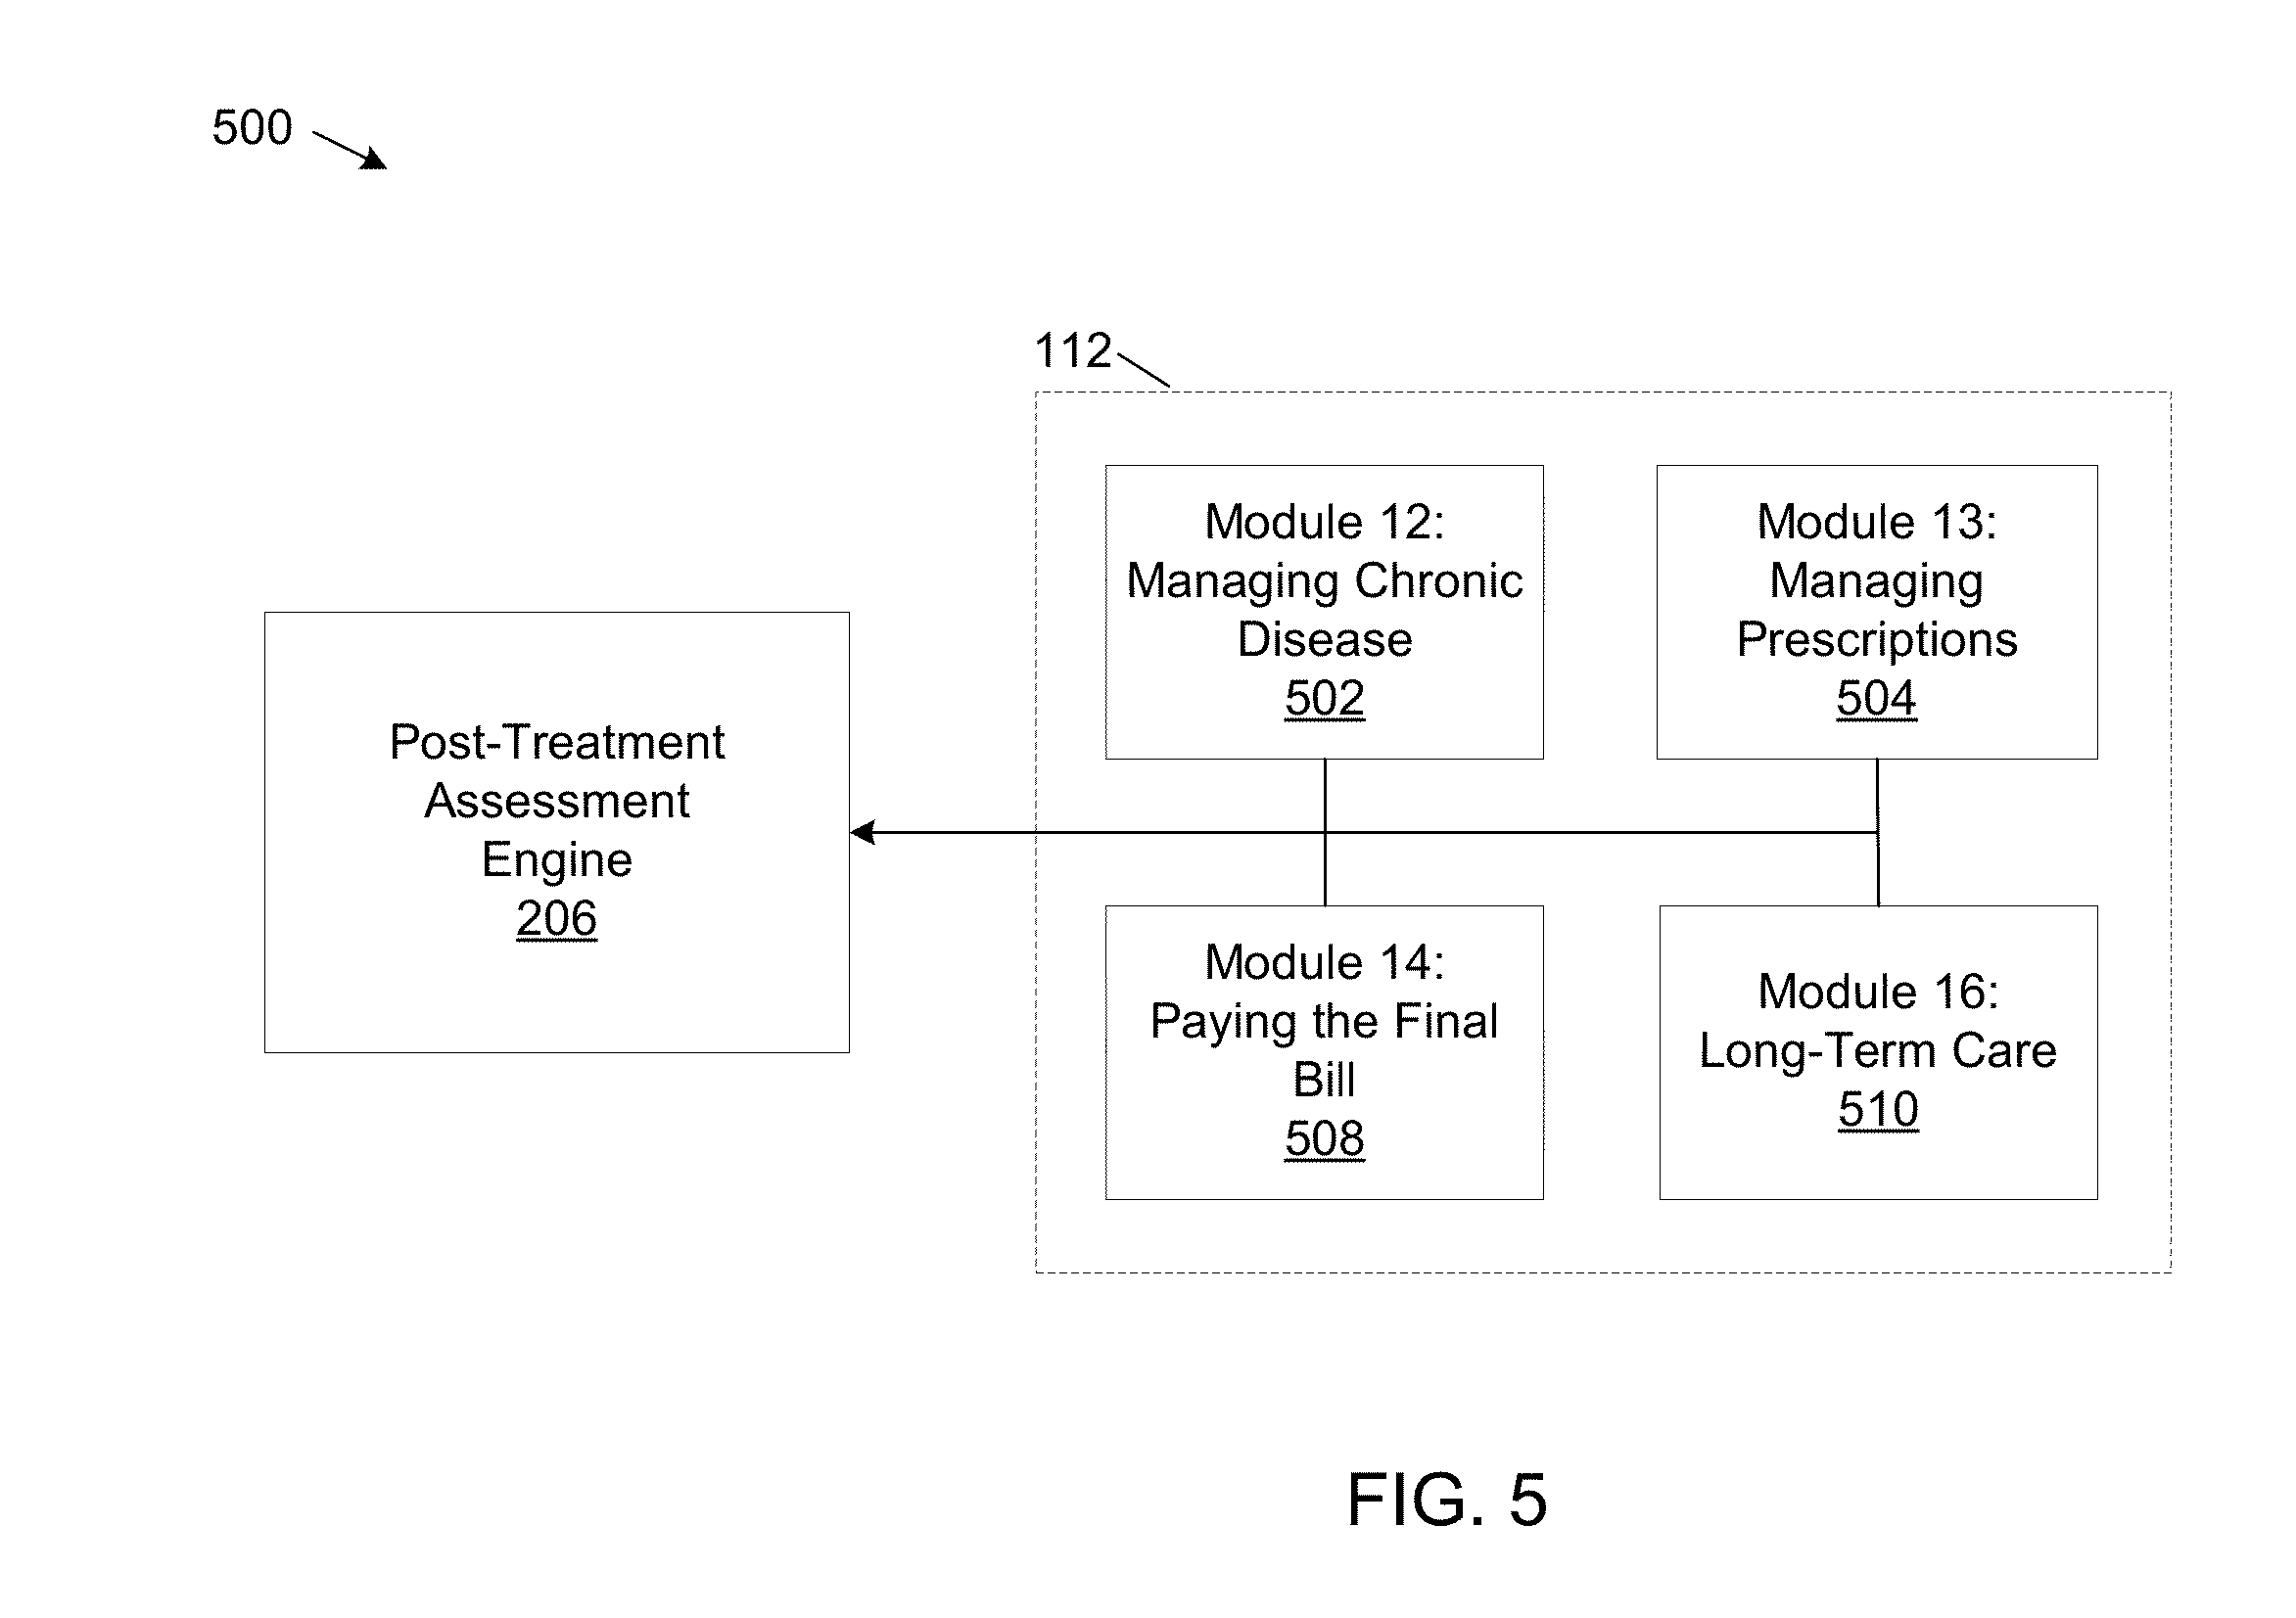 500
112
Module 12:
Managing Chronic
Disease
502
Module 13:
Managing
Prescriptions
504
Post-Treatment
Assessment
Engine
206
Module 14:
Paying the Final
Bill
508
Module 16:
Long-Term Care
510
FIG. 5